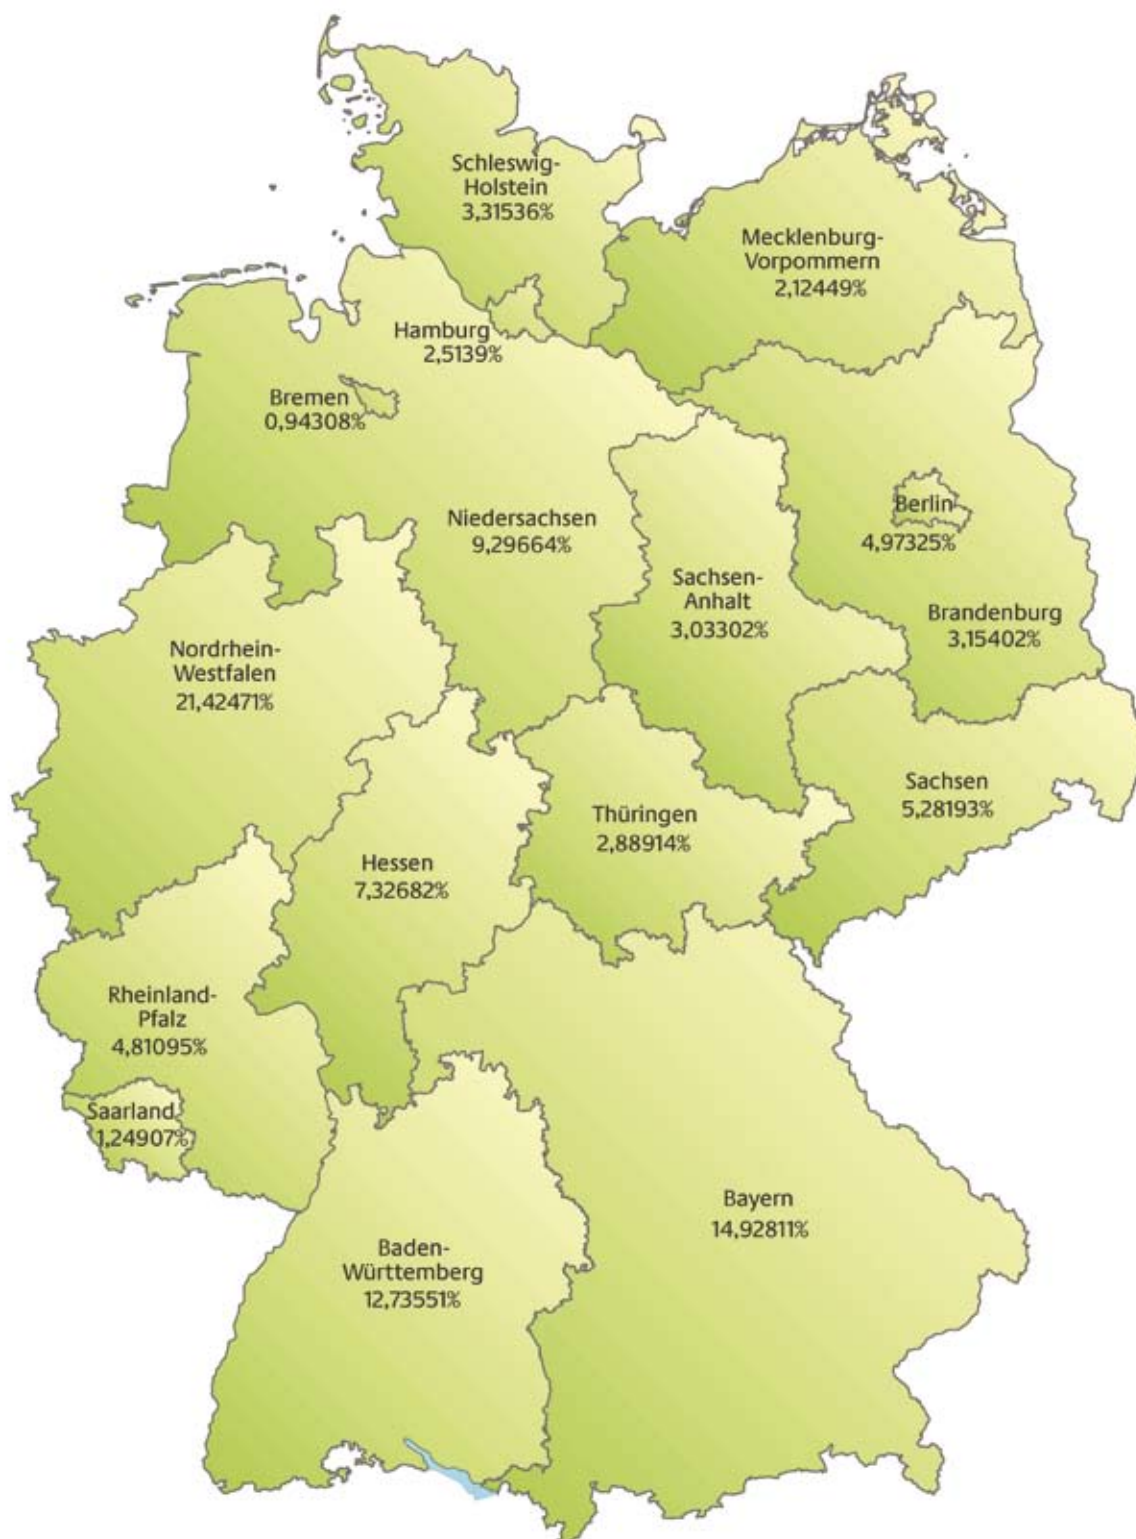 Schleswig-
Holstein
3,31536%
Mecklenburg-
Vorpommern
2,12449%
Hamburg
2,5139%
Bremen
0,94308%
Niedersachsen
9,29664%
Berlin
4,97325%
Sachsen-
Anhalt
3,03302%
Brandenburg
3,15402%
Nordrhein-
Westfalen
21,42471%
Sachsen
5,28193%
Thüringen
2,88914%
Hessen
7,32682%
Rheinland-
Pfalz
4,81095%
Saarland
1,24907%
Bayern
14,92811%
Baden-
Württemberg
12,73551%